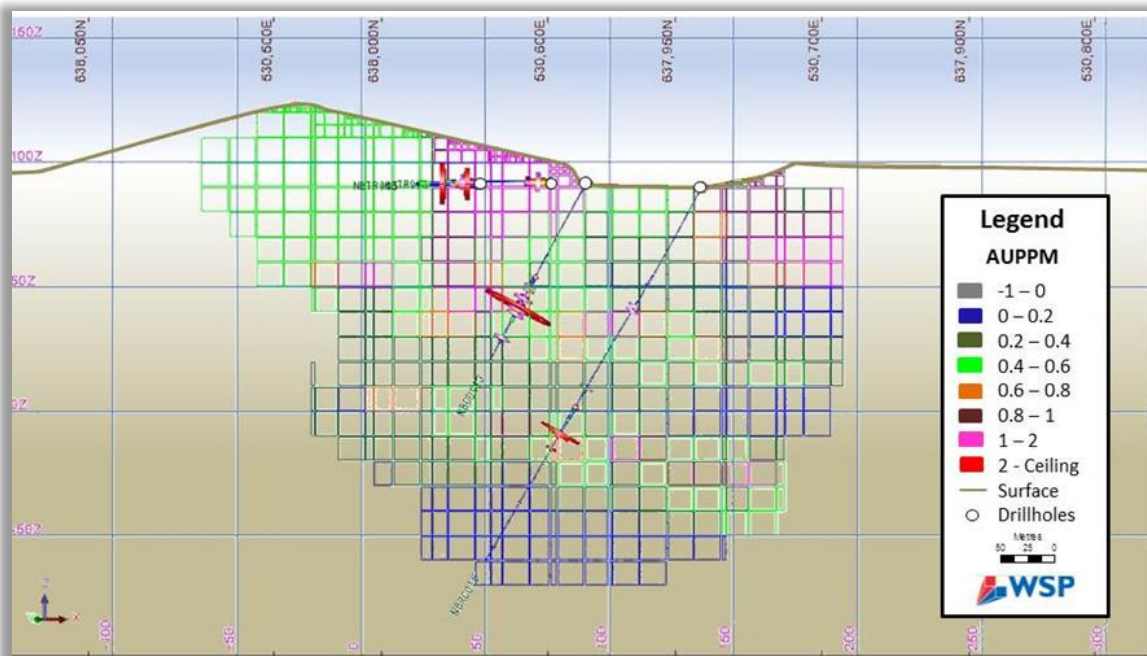 638,050N
530,500E
638,000N
530,600E
637,950N
530,700E
637,900N
530,800E
150Z
100Z
50Z
0Z
-50Z
-100
-50
0
50
100
150
200
250
300
Legend
AUPPM
-1 – 0
0 – 0.2
0.2 – 0.4
0.4 – 0.6
0.6 – 0.8
0.8 – 1
1 – 2
2 - Ceiling
Surface
Drillholes
Metres
50 25 0
WSP
X